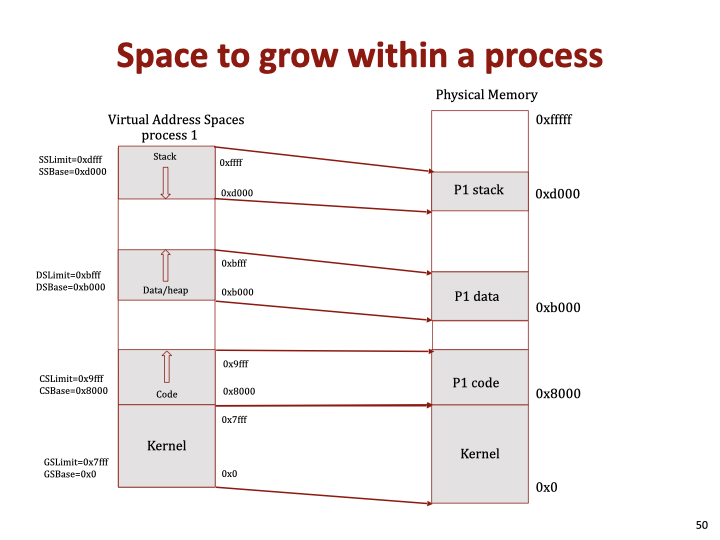 Space to grow within a process
Physical Memory
Virtual Address Spaces
process 1
0xfffff
SSLimit=0xdfff
SSBase=0xd000
Stack
0xffff
0xd000
P1 stack
0xd000
DSLimit=0xbfff
DSBase=0xb000
Data/heap
0xbfff
0xb000
P1 data
0xb000
CSLimit=0x9fff
CSBase=0x8000
Code
0x9fff
0x8000
P1 code
0x8000
GSLimit=0x7fff
GSBase=0x0
Kernel
0x7fff
0x0
Kernel
0x0
50